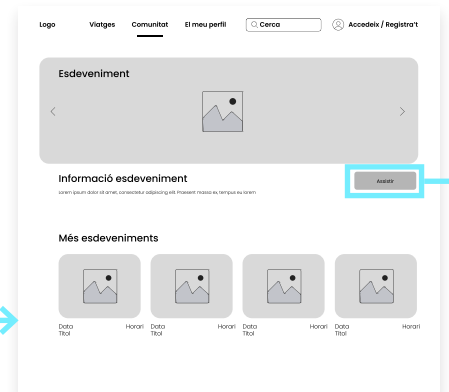 Logo Viatges Comunitat El meu perfil Cerca Accedeix / Registra't
Esdeveniment
Informació esdeveniment
Assistir
Lorem ipsum dolor sit amet, consectetur adipiscing elit. Praesent massa ex, tempus eu lorem
Més esdeveniments
Data Horari Data Horari Data Horari Data Horari
Títol Títol Títol Títol